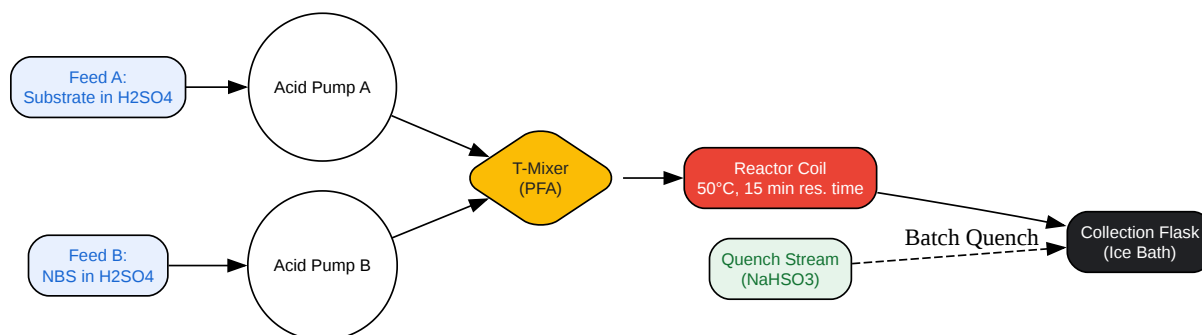 Feed A:
Substrate in H2SO4
Acid Pump A
Feed B:
NBS in H2SO4
Acid Pump B
T-Mixer
(PFA)
Reactor Coil
50°C, 15 min res. time
Batch Quench
Quench Stream
(NaHSO3)
Collection Flask
(Ice Bath)